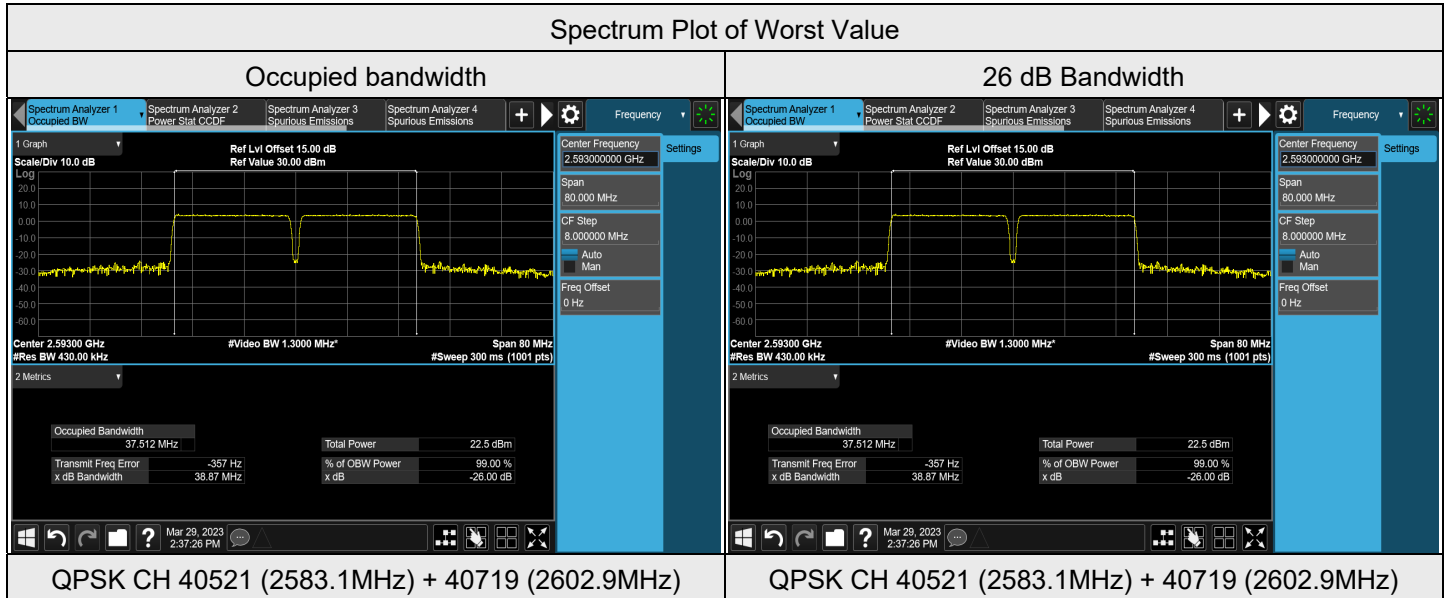 Spectrum Plot of Worst Value
Occupied bandwidth
26 dB Bandwidth
Spectrum Analyzer 1
Occupied BW
Spectrum Analyzer 2
Power Stat CCDF
Spectrum Analyzer 3
Spurious Emissions
Spectrum Analyzer 4
Spurious Emissions
+
Frequency
1 Graph
Scale/Div 10.0 dB
Log
Ref Lvl Offset 15.00 dB
Ref Value 30.00 dBm
20.0
10.0
0.00
-10.0
-20.0
-30.0
-40.0
-50.0
-60.0
Center 2.59300 GHz
#Res BW 430.00 kHz
#Video BW 1.3000 MHz*
Span 80 MHz
#Sweep 300 ms (1001 pts)
Center Frequency
2.593000000 GHz
Span
80.000 MHz
CF Step
8.000000 MHz
Auto
Man
Freq Offset
0 Hz
Settings
2 Metrics
Occupied Bandwidth
37.512 MHz
Transmit Freq Error -357 Hz
x dB Bandwidth 38.87 MHz
Total Power 22.5 dBm
% of OBW Power 99.00 %
x dB -26.00 dB
?
Mar 29, 2023
2:37:26 PM
Spectrum Analyzer 1
Occupied BW
Spectrum Analyzer 2
Power Stat CCDF
Spectrum Analyzer 3
Spurious Emissions
Spectrum Analyzer 4
Spurious Emissions
+
Frequency
1 Graph
Scale/Div 10.0 dB
Log
Ref Lvl Offset 15.00 dB
Ref Value 30.00 dBm
20.0
10.0
0.00
-10.0
-20.0
-30.0
-40.0
-50.0
-60.0
Center 2.59300 GHz
#Res BW 430.00 kHz
#Video BW 1.3000 MHz*
Span 80 MHz
#Sweep 300 ms (1001 pts)
Center Frequency
2.593000000 GHz
Span
80.000 MHz
CF Step
8.000000 MHz
Auto
Man
Freq Offset
0 Hz
Settings
2 Metrics
Occupied Bandwidth
37.512 MHz
Transmit Freq Error -357 Hz
x dB Bandwidth 38.87 MHz
Total Power 22.5 dBm
% of OBW Power 99.00 %
x dB -26.00 dB
?
Mar 29, 2023
2:37:26 PM
QPSK CH 40521 (2583.1MHz) + 40719 (2602.9MHz)
QPSK CH 40521 (2583.1MHz) + 40719 (2602.9MHz)